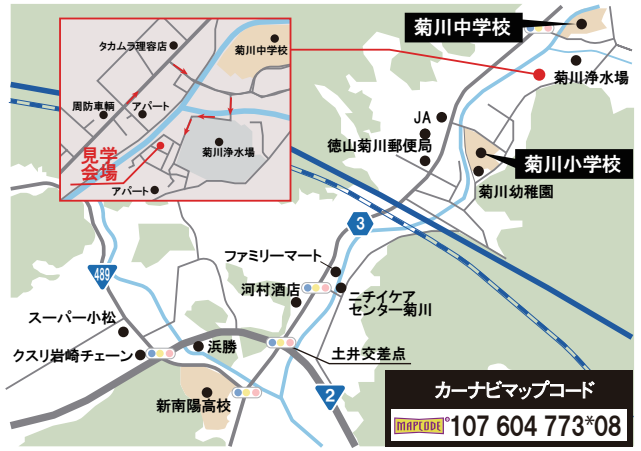 菊川中学校
タカムラ理容店
菊川中学校
菊川浄水場
周防車輌
アパート
JA
徳山菊川郵便局
見学
会場
菊川浄水場
菊川小学校
菊川幼稚園
アパート
3
ファミリーマート
489
河村酒店
ニチイケア
センター菊川
スーパー小松
クスリ岩崎チェーン
浜勝
土井交差点
2
新南陽高校
カーナビマップコード
MAPCODE® 107 604 773*08